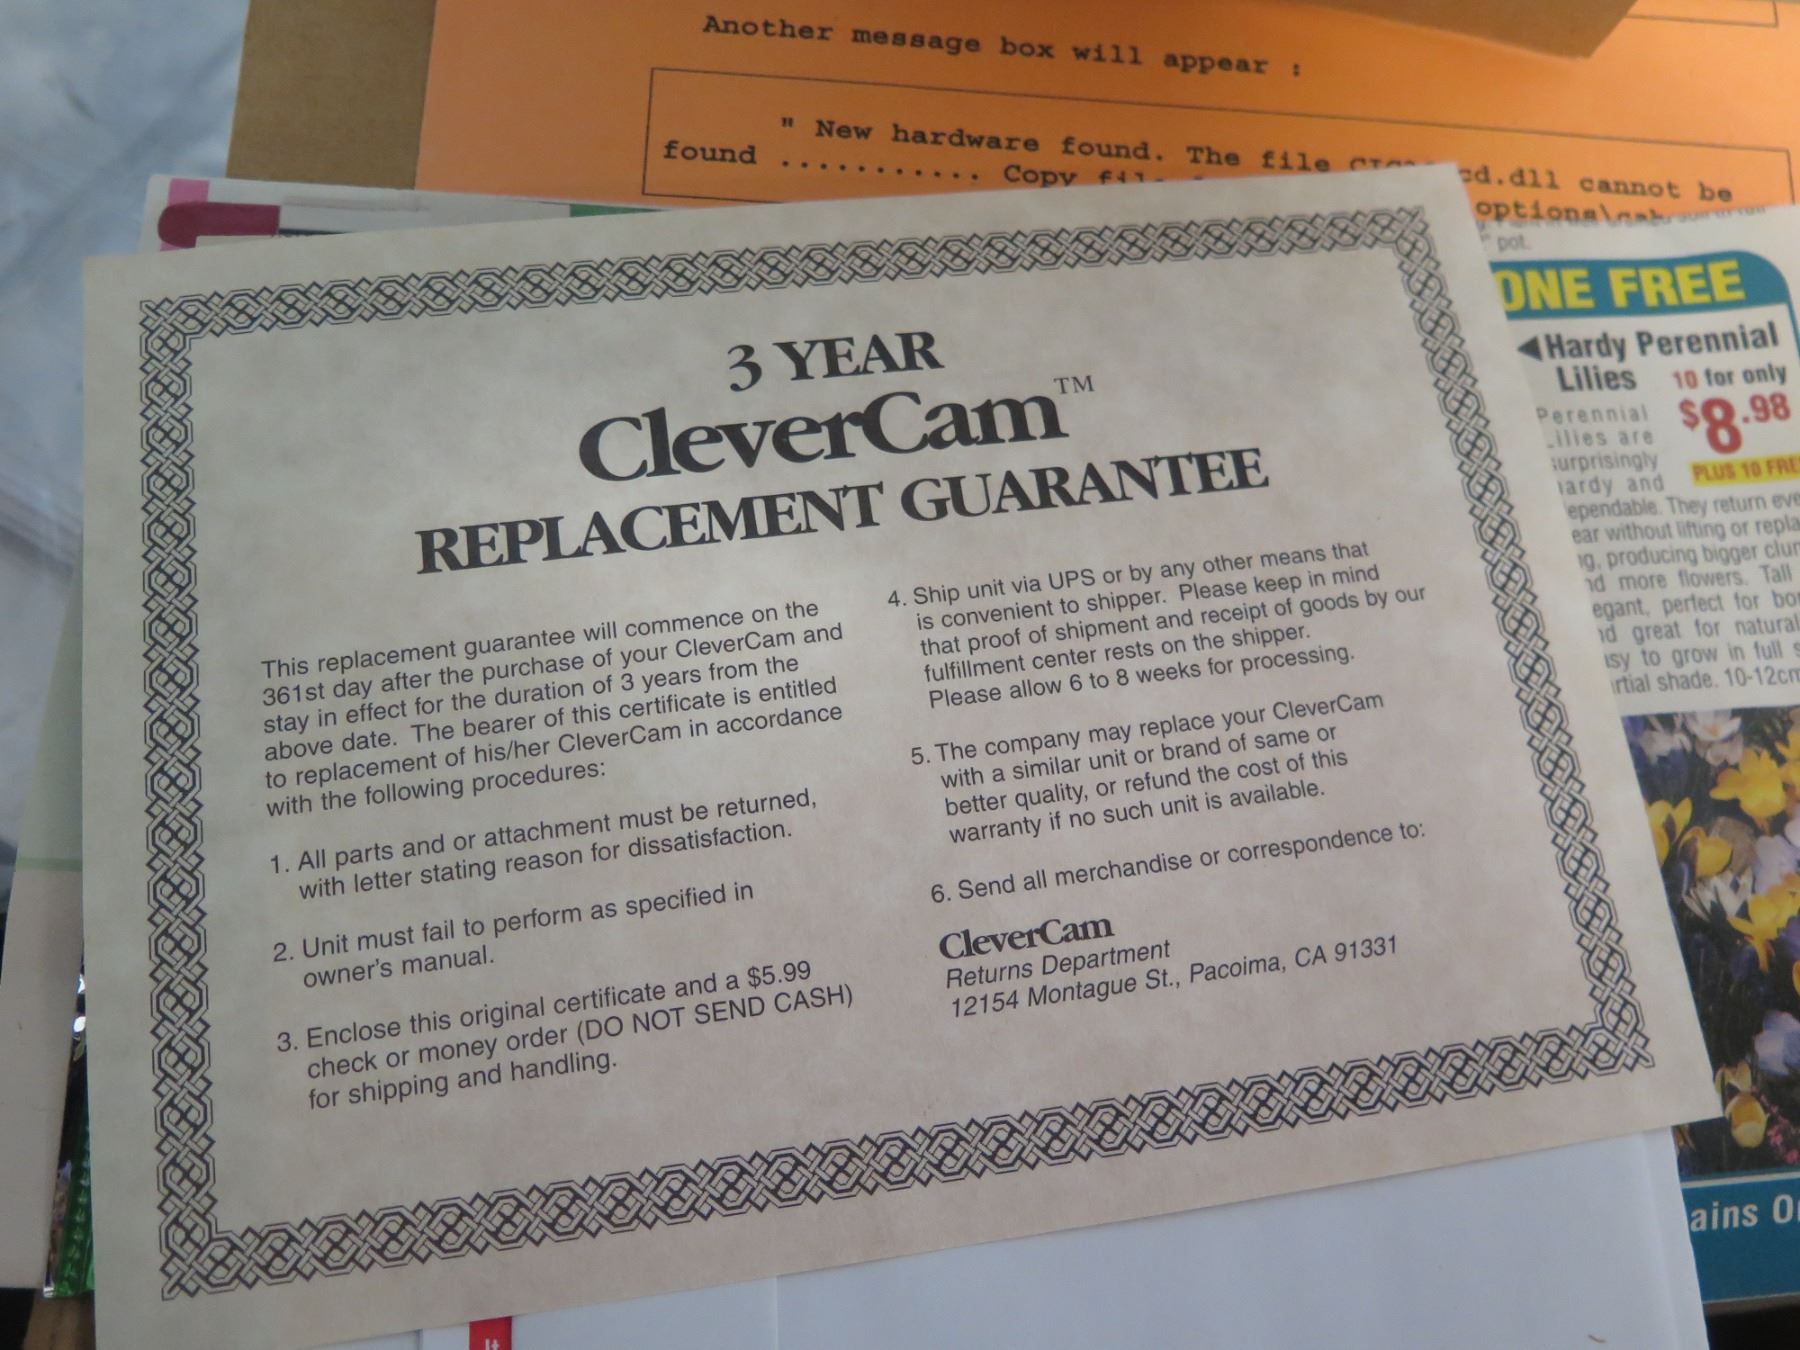 Another message box will appear :
" New hardware found. The file cd.dll cannot be
found ........... Copy
options\
pot.
3 YEAR
CleverCam™
REPLACEMENT GUARANTEE
This replacement guarantee will commence on the
361st day after the purchase of your CleverCam and
stay in effect for the duration of 3 years from the
above date. The bearer of this certificate is entitled
to replacement of his/her CleverCam in accordance
with the following procedures:
1. All parts and or attachment must be returned,
with letter stating reason for dissatisfaction.
2. Unit must fail to perform as specified in
owner's manual.
3. Enclose this original certificate and a $5.99
check or money order (DO NOT SEND CASH)
for shipping and handling.
4. Ship unit via UPS or by any other means that
is convenient to shipper. Please keep in mind
that proof of shipment and receipt of goods by our
fulfillment center rests on the shipper.
Please allow 6 to 8 weeks for processing.
5. The company may replace your CleverCam
with a similar unit or brand of same or
better quality, or refund the cost of this
warranty if no such unit is available.
6. Send all merchandise or correspondence to:
CleverCam
Returns Department
12154 Montague St., Pacoima, CA 91331
ONE FREE
Hardy Perennial
Lilies 10 for only
$8.98
PLUS 10 FRE
Perennial
ilies are
urprisingly
ardy and
ependable. They return eve
ear without lifting or repla
g, producing bigger clum
nd more flowers. Tall
egant, perfect for bo
nd great for natural
sy to grow in full s
rtial shade. 10-12cm
ains O
It